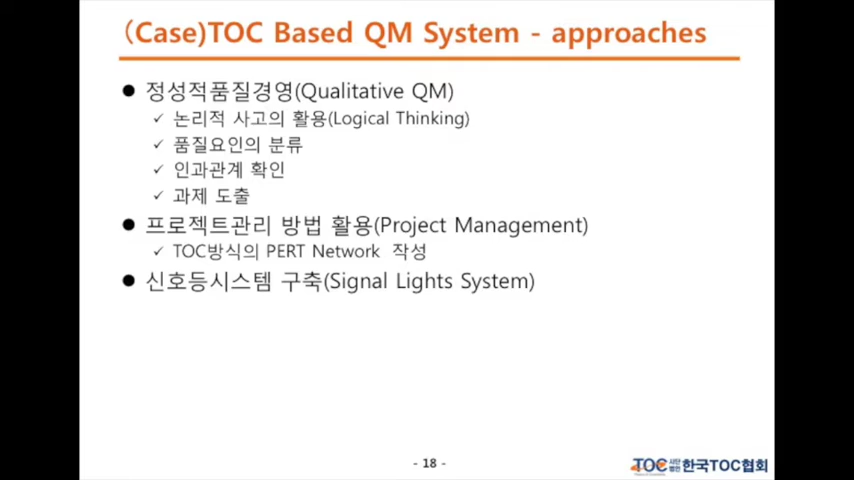 (Case)TOC Based QM System - approaches
● 정성적품질경영(Qualitative QM)
✓ 논리적 사고의 활용(Logical Thinking)
✓ 품질요인의 분류
✓ 인과관계 확인
✓ 과제 도출
● 프로젝트관리 방법 활용(Project Management)
✓ TOC방식의 PERT Network 작성
● 신호등시스템 구축(Signal Lights System)
- 18 -
TOC 사단법인 한국TOC협회